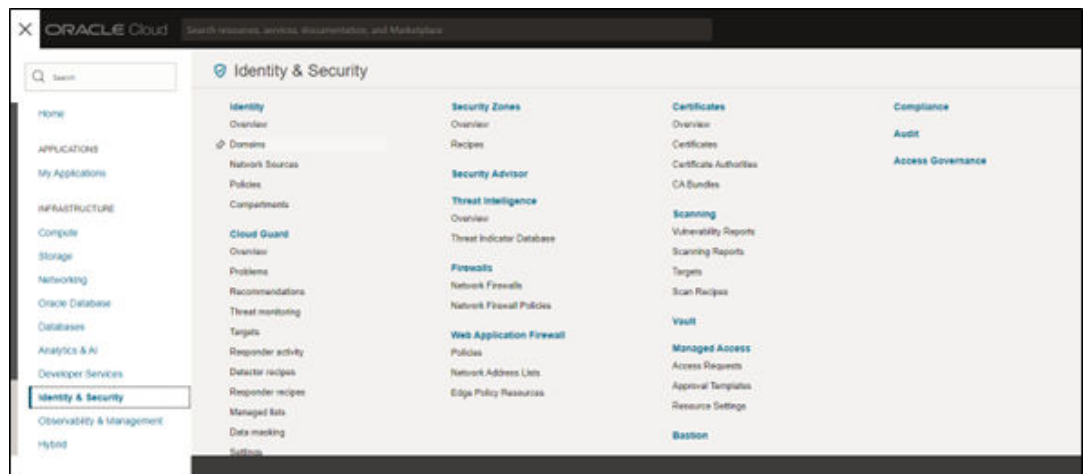 ORACLE Cloud
Search resources, services, documentation, and Marketplace
Search
Home
APPLICATIONS
My Applications
INFRASTRUCTURE
Compute
Storage
Networking
Oracle Database
Databases
Analytics & AI
Developer Services
Identity & Security
Observability & Management
Hybrid
Identity & Security
Identity
Overview
Domains
Network Sources
Policies
Compartments
Cloud Guard
Overview
Problems
Recommendations
Threat monitoring
Targets
Responder activity
Detector recipes
Responder recipes
Managed lists
Data masking
Settings
Security Zones
Overview
Recipes
Security Advisor
Threat Intelligence
Overview
Threat Indicator Database
Firewalls
Network Firewalls
Network Firewall Policies
Web Application Firewall
Policies
Network Address Lists
Edge Policy Resources
Certificates
Overview
Certificates
Certificate Authorities
CA Bundles
Scanning
Vulnerability Reports
Scanning Reports
Targets
Scan Recipes
Vault
Managed Access
Access Requests
Approval Templates
Resource Settings
Bastion
Compliance
Audit
Access Governance